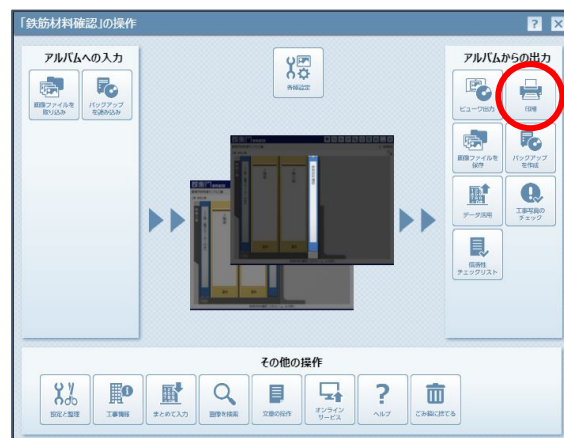 「鉄筋材料確認」の操作
?
×
アルバムへの入力
画像ファイルを
取り込み
バックアップ
を読み込み
各種設定
アルバムからの出力
ビューワ出力
印刷
画像ファイルを
保存
バックアップ
を作成
データ活用
工事写真の
チェック
信憑性
チェックリスト
その他の操作
設定と整理
工事情報
まとめて入力
画像を検索
文章の操作
オンライン
サービス
ヘルプ
ごみ箱に捨てる